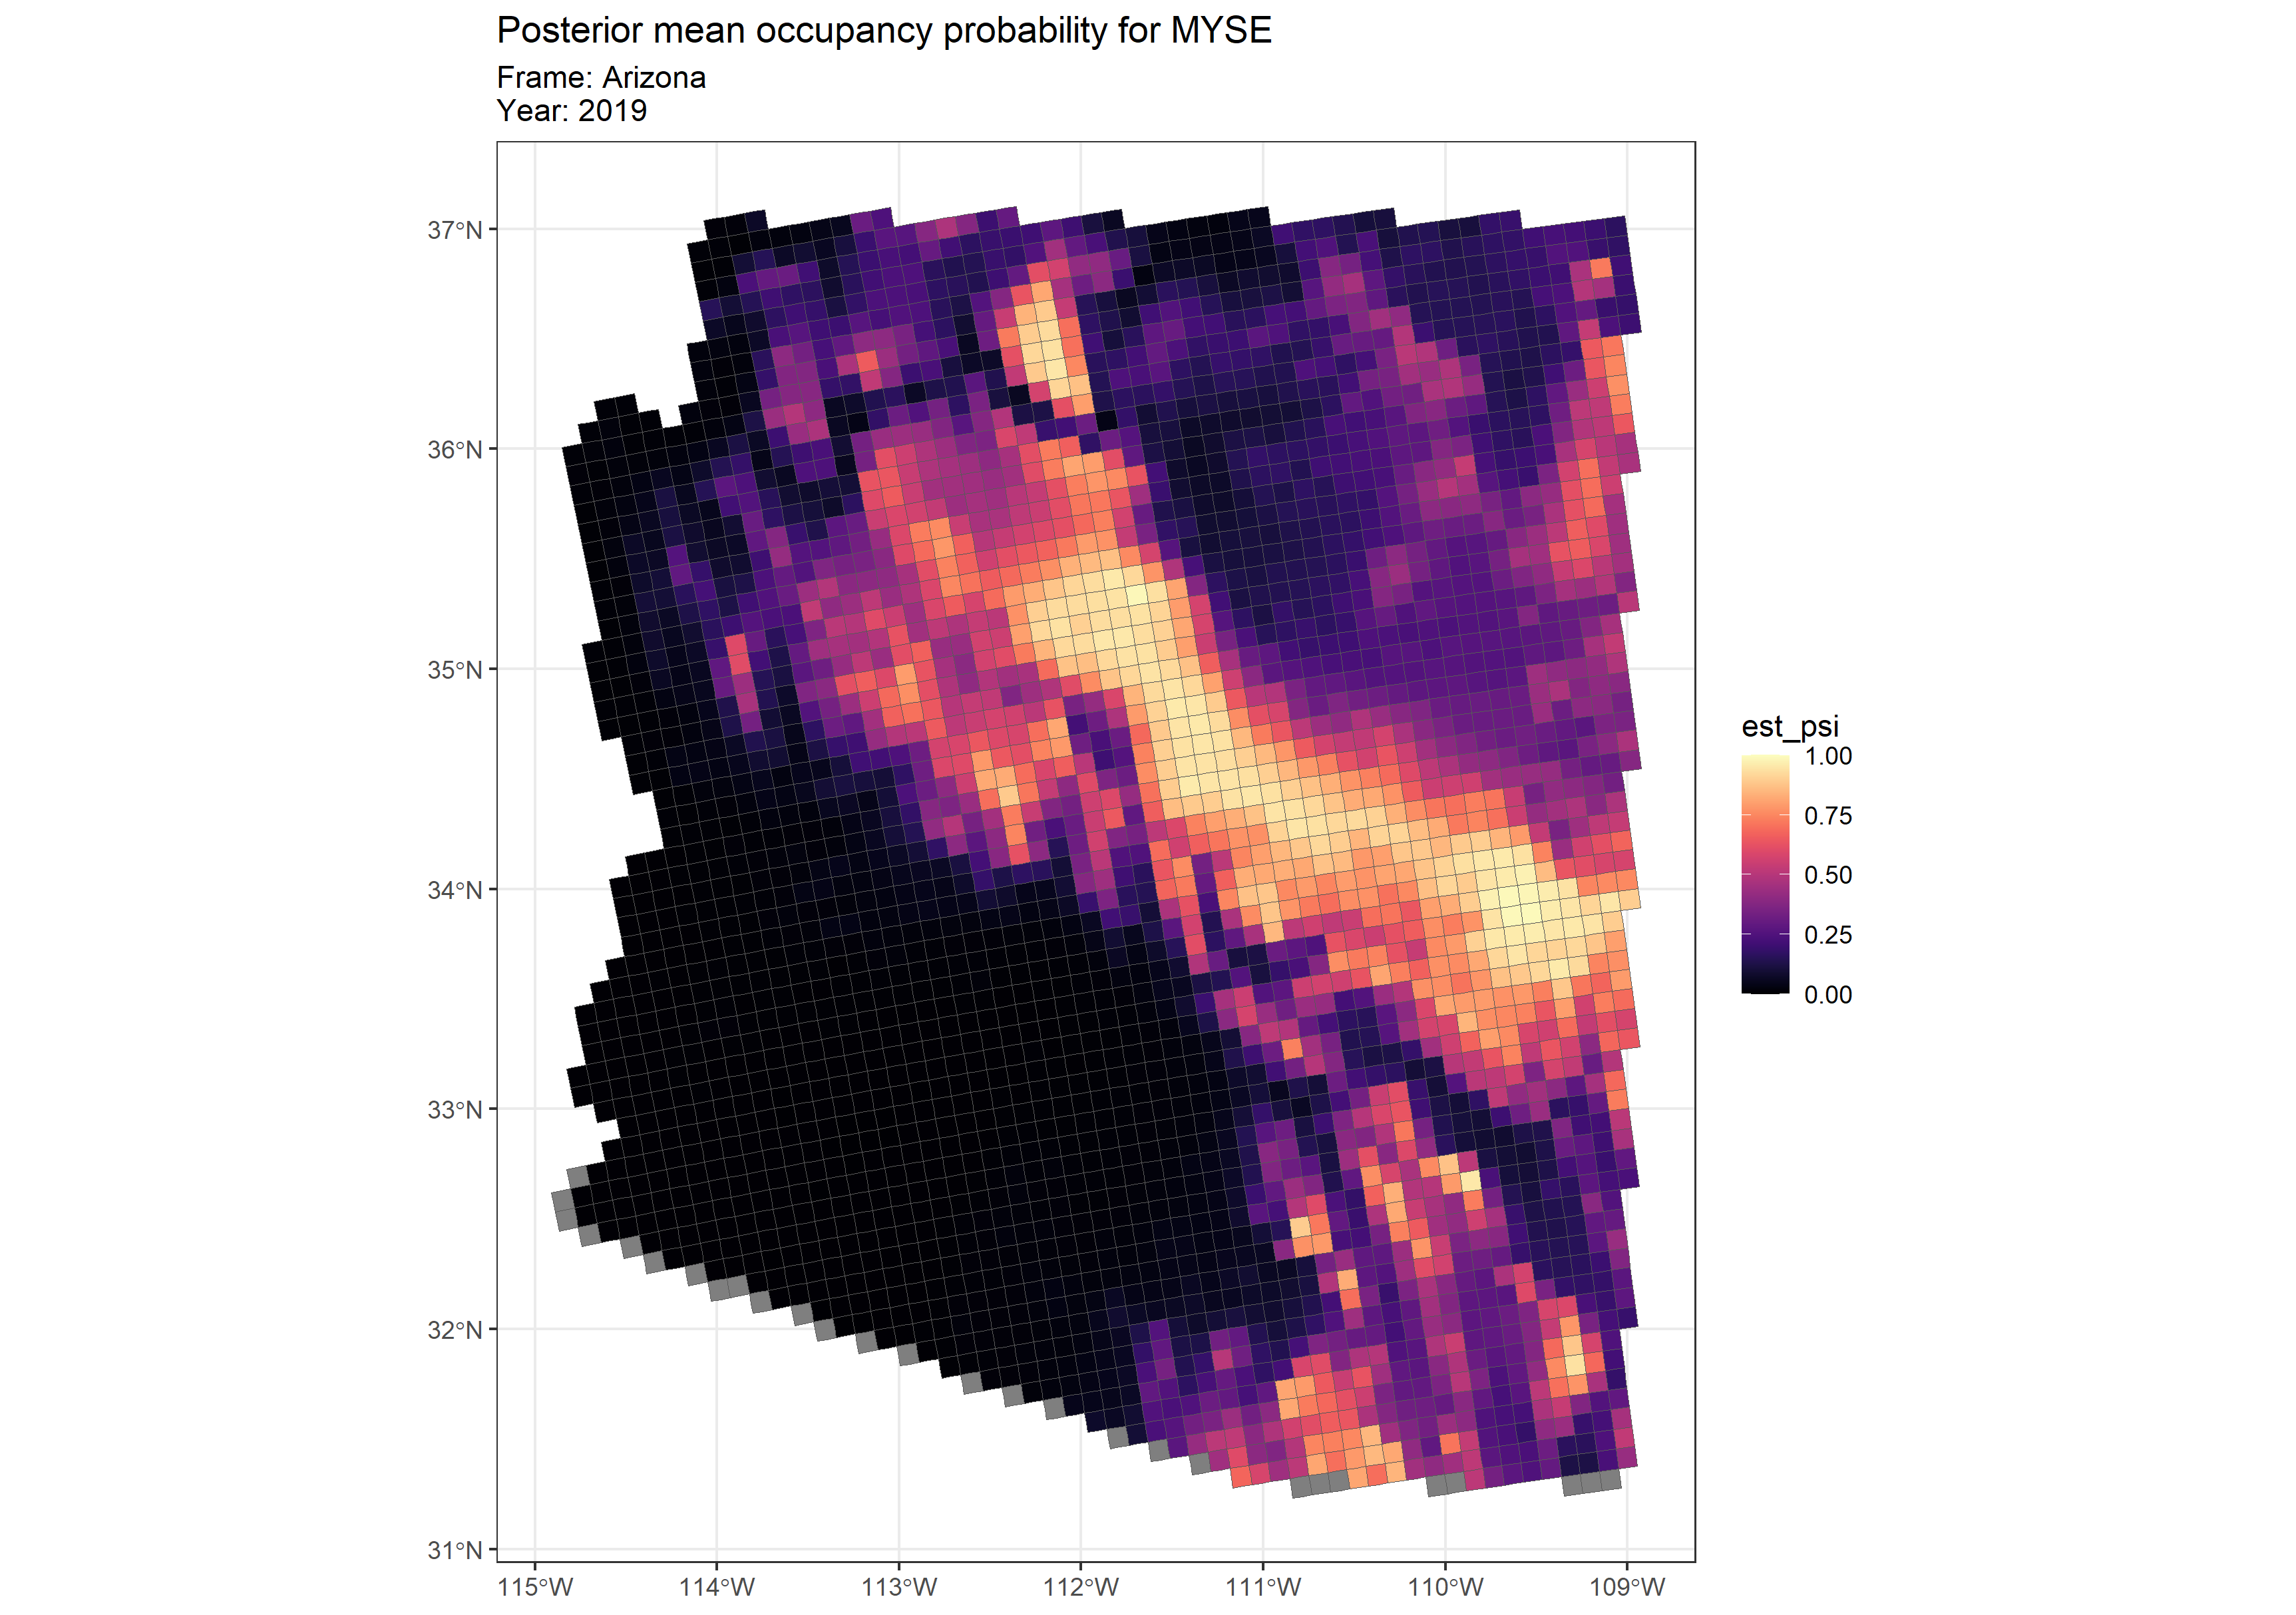 Posterior mean occupancy probability for MYSE
Frame: Arizona
Year: 2019
37°N
36°N
35°N
34°N
33°N
32°N
31°N
115°W
114°W
113°W
112°W
111°W
110°W
109°W
est_psi
1.00
0.75
0.50
0.25
0.00